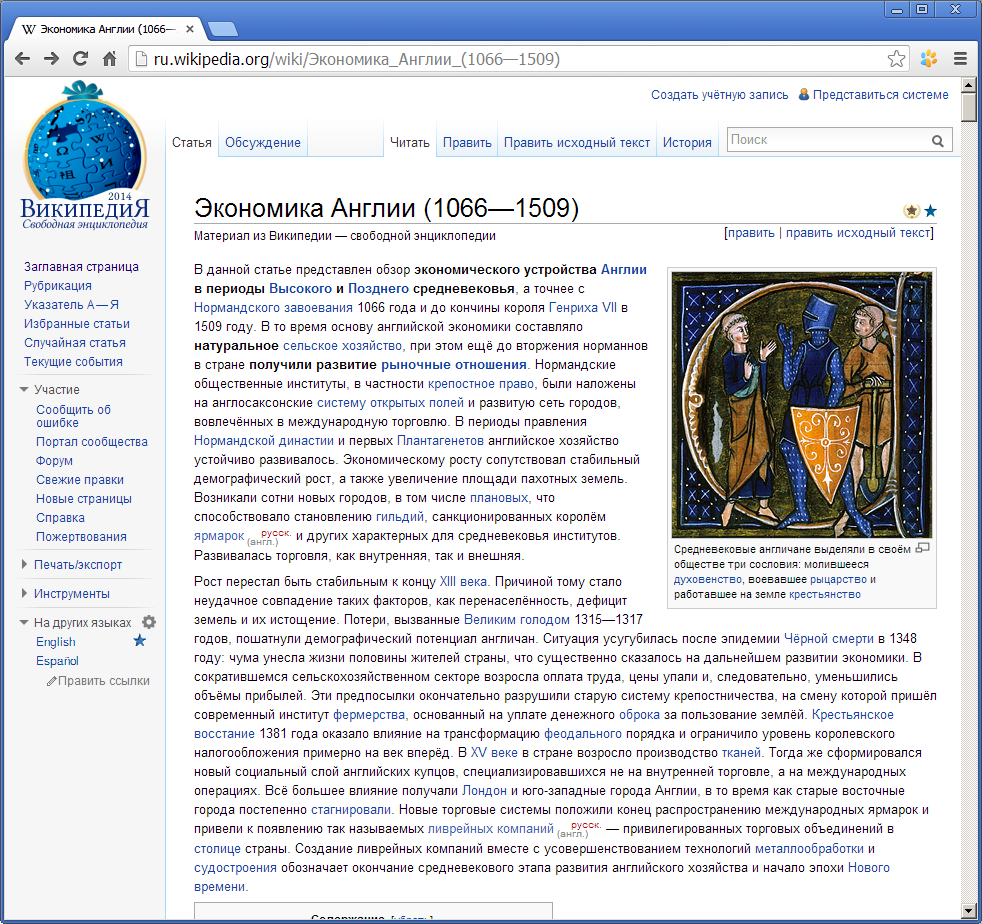 Экономика Англии (1066—
ru.wikipedia.org/wiki/Экономика_Англии_(1066—1509)
2014
ВикипедиЯ
Свободная энциклопедия
Создать учётную запись Представиться системе
Статья Обсуждение Читать Править Править исходный текст История Поиск
Заглавная страница
Рубрикация
Указатель А — Я
Избранные статьи
Случайная статья
Текущие события
Участие
Сообщить об
ошибке
Портал сообщества
Форум
Свежие правки
Новые страницы
Справка
Пожертвования
Печать/экспорт
Инструменты
На других языках
English
Español
Править ссылки
Экономика Англии (1066—1509)
Материал из Википедии — свободной энциклопедии
[править | править исходный текст]
В данной статье представлен обзор экономического устройства Англии
в периоды Высокого и Позднего средневековья, а точнее с
Нормандского завоевания 1066 года и до кончины короля Генриха VII в
1509 году. В то время основу английской экономики составляло
натуральное сельское хозяйство, при этом ещё до вторжения норманнов
в стране получили развитие рыночные отношения. Нормандские
общественные институты, в частности крепостное право, были наложены
на англосаксонские систему открытых полей и развитую сеть городов,
вовлечённых в международную торговлю. В периоды правления
Нормандской династии и первых Плантагенетов английское хозяйство
устойчиво развивалось. Экономическому росту сопутствовал стабильный
демографический рост, а также увеличение площади пахотных земель.
Возникали сотни новых городов, в том числе плановых, что
способствовало становлению гильдий, санкционированных королём
ярмарок русск. (англ.) и других характерных для средневековья институтов.
Развивалась торговля, как внутренняя, так и внешняя.
Средневековые англичане выделяли в своём
обществе три сословия: молившееся
духовенство, воевавшее рыцарство и
работавшее на земле крестьянство
Рост перестал быть стабильным к концу XIII века. Причиной тому стало
неудачное совпадение таких факторов, как перенаселённость, дефицит
земель и их истощение. Потери, вызванные Великим голодом 1315—1317
годов, пошатнули демографический потенциал англичан. Ситуация усугубилась после эпидемии Чёрной смерти в 1348
году: чума унесла жизни половины жителей страны, что существенно сказалось на дальнейшем развитии экономики. В
сократившемся сельскохозяйственном секторе возросла оплата труда, цены упали и, следовательно, уменьшились
объёмы прибылей. Эти предпосылки окончательно разрушили старую систему крепостничества, на смену которой пришёл
современный институт фермерства, основанный на уплате денежного оброка за пользование землёй. Крестьянское
восстание 1381 года оказало влияние на трансформацию феодального порядка и ограничило уровень королевского
налогообложения примерно на век вперёд. В XV веке в стране возросло производство тканей. Тогда же сформировался
новый социальный слой английских купцов, специализировавшихся не на внутренней торговле, а на международных
операциях. Всё большее влияние получали Лондон и юго-западные города Англии, в то время как старые восточные
города постепенно стагнировали. Новые торговые системы положили конец распространению международных ярмарок и
привели к появлению так называемых ливрейных компаний русск. (англ.) — привилегированных торговых объединений в
столице страны. Создание ливрейных компаний вместе с усовершенствованием технологий металлообработки и
судостроения обозначает окончание средневекового этапа развития английского хозяйства и начало эпохи Нового
времени.
Содержание [убрать]